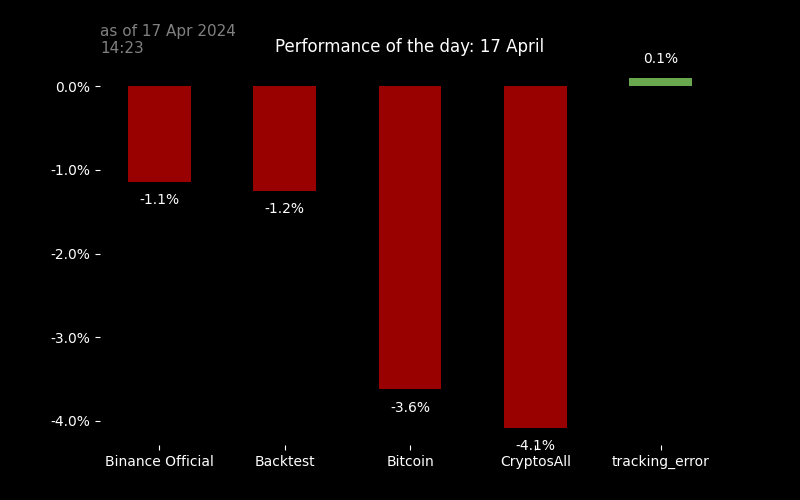 as of 17 Apr 2024
14:23
Performance of the day: 17 April
0.1%
0.0%
-1.0%
-1.1%
-1.2%
-2.0%
-3.0%
-3.6%
-4.0%
-4.1%
Binance Official
Backtest
Bitcoin
CryptosAll
tracking_error